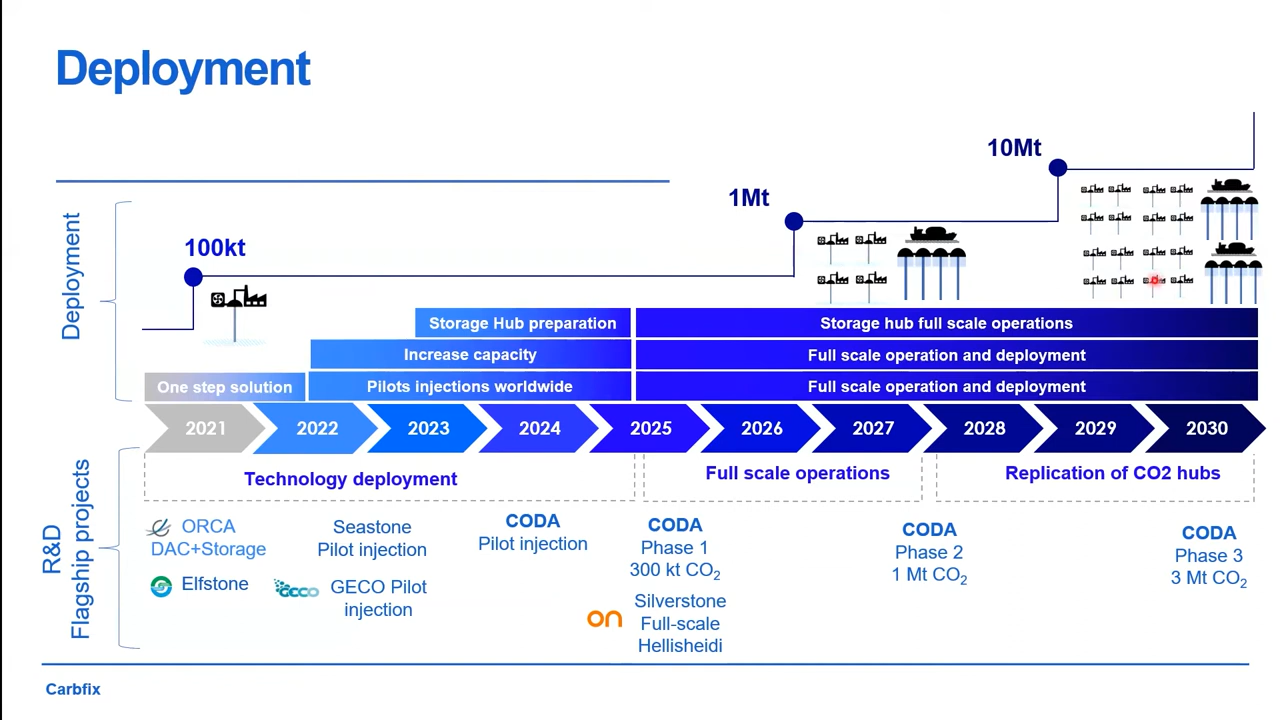 Deployment
10Mt
1Mt
100kt
Deployment
Storage Hub preparation
Storage hub full scale operations
Increase capacity
Full scale operation and deployment
One step solution
Pilots injections worldwide
Full scale operation and deployment
2021
2022
2023
2024
2025
2026
2027
2028
2029
2030
R&D
Flagship projects
Technology deployment
Full scale operations
Replication of CO2 hubs
ORCA
DAC+Storage
Elfstone
Seastone
Pilot injection
GECO
GECO Pilot
injection
CODA
Pilot injection
CODA
Phase 1
300 kt CO₂
on
Silverstone
Full-scale
Hellisheidi
CODA
Phase 2
1 Mt CO₂
CODA
Phase 3
3 Mt CO₂
Carbfix